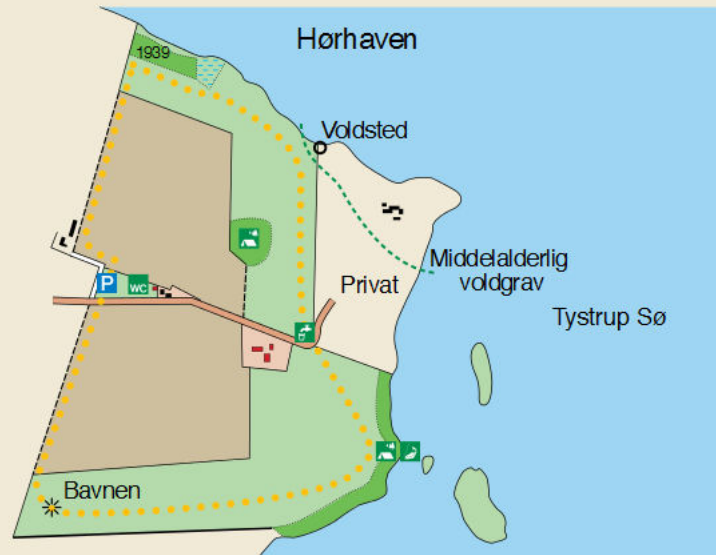 Hørhaven
1939
Voldsted
Middelalderlig
voldgrav
Privat
P
WC
Tystrup Sø
Bavnen